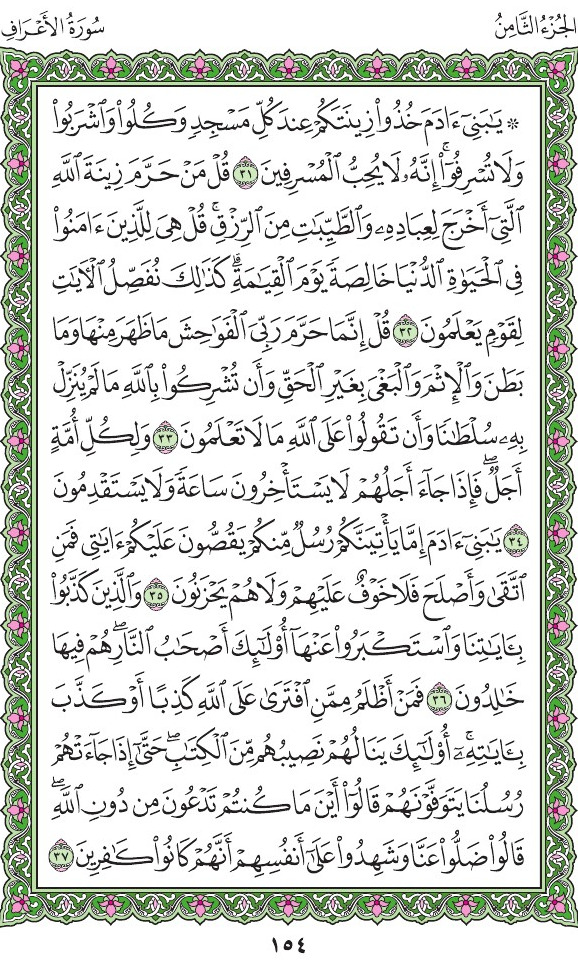 الجُزْءُ الثَّامِنُ
سُورَةُ الأَعْرَافِ
۞ يَٰبَنِىٓ ءَادَمَ خُذُوا۟ زِينَتَكُمْ عِندَ كُلِّ مَسْجِدٍ وَكُلُوا۟ وَٱشْرَبُوا۟
وَلَا تُسْرِفُوٓا۟ ۚ إِنَّهُۥ لَا يُحِبُّ ٱلْمُسْرِفِينَ ٣١ قُلْ مَنْ حَرَّمَ زِينَةَ ٱللَّهِ
ٱلَّتِىٓ أَخْرَجَ لِعِبَادِهِۦ وَٱلطَّيِّبَٰتِ مِنَ ٱلرِّزْقِ ۚ قُلْ هِىَ لِلَّذِينَ ءَامَنُوا۟
فِى ٱلْحَيَوٰةِ ٱلدُّنْيَا خَالِصَةً يَوْمَ ٱلْقِيَٰمَةِ ۗ كَذَٰلِكَ نُفَصِّلُ ٱلْءَايَٰتِ
لِقَوْمٍ يَعْلَمُونَ ٣٢ قُلْ إِنَّمَا حَرَّمَ رَبِّىَ ٱلْفَوَٰحِشَ مَا ظَهَرَ مِنْهَا وَمَا
بَطَنَ وَٱلْإِثْمَ وَٱلْبَغْىَ بِغَيْرِ ٱلْحَقِّ وَأَن تُشْرِكُوا۟ بِٱللَّهِ مَا لَمْ يُنَزِّلْ
بِهِۦ سُلْطَٰنًا وَأَن تَقُولُوا۟ عَلَى ٱللَّهِ مَا لَا تَعْلَمُونَ ٣٣ وَلِكُلِّ أُمَّةٍ
أَجَلٌ ۖ فَإِذَا جَآءَ أَجَلُهُمْ لَا يَسْتَأْخِرُونَ سَاعَةً وَلَا يَسْتَقْدِمُونَ
٣٤ يَٰبَنِىٓ ءَادَمَ إِمَّا يَأْتِيَنَّكُمْ رُسُلٌ مِّنكُمْ يَقُصُّونَ عَلَيْكُمْ ءَايَٰتِى فَمَنِ
ٱتَّقَىٰ وَأَصْلَحَ فَلَا خَوْفٌ عَلَيْهِمْ وَلَا هُمْ يَحْزَنُونَ ٣٥ وَٱلَّذِينَ كَذَّبُوا۟
بِـَٔايَٰتِنَا وَٱسْتَكْبَرُوا۟ عَنْهَآ أُو۟لَٰٓئِكَ أَصْحَٰبُ ٱلنَّارِ ۖ هُمْ فِيهَا
خَٰلِدُونَ ٣٦ فَمَنْ أَظْلَمُ مِمَّنِ ٱفْتَرَىٰ عَلَى ٱللَّهِ كَذِبًا أَوْ كَذَّبَ
بِـَٔايَٰتِهِۦٓ ۚ أُو۟لَٰٓئِكَ يَنَالُهُمْ نَصِيبُهُم مِّنَ ٱلْكِتَٰبِ ۖ حَتَّىٰٓ إِذَا جَآءَتْهُمْ
رُسُلُنَا يَتَوَفَّوْنَهُمْ قَالُوٓا۟ أَيْنَ مَا كُنتُمْ تَدْعُونَ مِن دُونِ ٱللَّهِ ۖ
قَالُوا۟ ضَلُّوا۟ عَنَّا وَشَهِدُوا۟ عَلَىٰٓ أَنفُسِهِمْ أَنَّهُمْ كَانُوا۟ كَٰفِرِينَ ٣٧
١٥٤